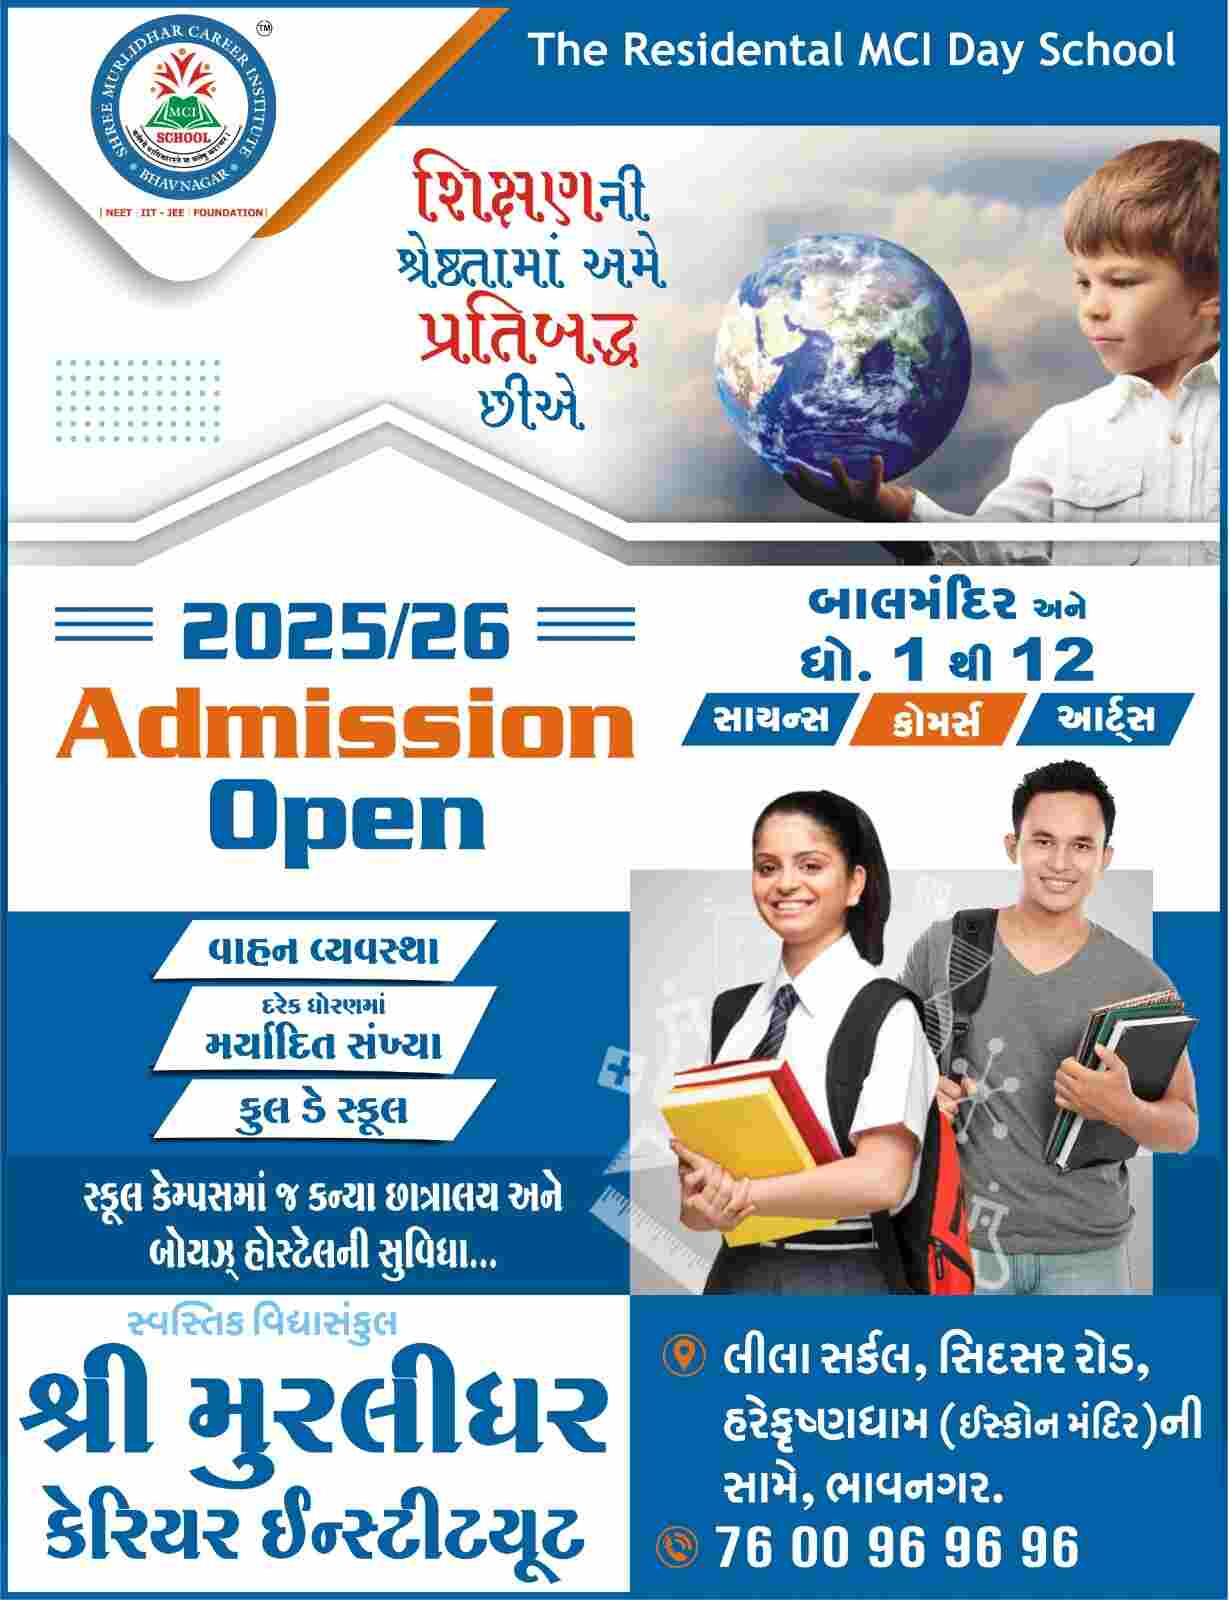 SHREE MURLIDHAR CAREER INSTITUTE
TM
MCI
SCHOOL
• BHAVNAGAR •
| NEET | IIT - JEE | FOUNDATION |
The Residental MCI Day School
શિક્ષણની
શ્રેષ્ઠતામાં અમે
પ્રતિબદ્ધ
છીએ
2025/26
Admission
Open
બાલમંદિર અને
ધો. 1 થી 12
સાયન્સ કોમર્સ આર્ટ્સ
વાહન વ્યવસ્થા
દરેક ધોરણમાં
મર્યાદિત સંખ્યા
ફુલ ડે સ્કૂલ
સ્કૂલ કેમ્પસમાં જ કન્યા છાત્રાલય અને
બોયઝ્ હોસ્ટેલની સુવિધા...
સ્વસ્તિક વિદ્યાસંકુલ
શ્રી મુરલીધર
કેરિયર ઈન્સ્ટીટયૂટ
લીલા સર્કલ, સિદસર રોડ,
હરેકૃષ્ણધામ (ઈસ્કોન મંદિર)ની
સામે, ભાવનગર.
76 00 96 96 96